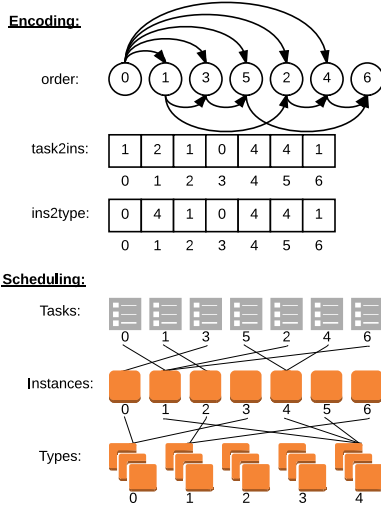 Encoding:
order: 0 1 3 5 2 4 6
task2ins: 1 2 1 0 4 4 1
0 1 2 3 4 5 6
ins2type: 0 4 1 0 4 4 1
0 1 2 3 4 5 6
Scheduling:
Tasks:
0 1 3 5 2 4 6
Instances:
0 1 2 3 4 5 6
Types:
0 1 2 3 4